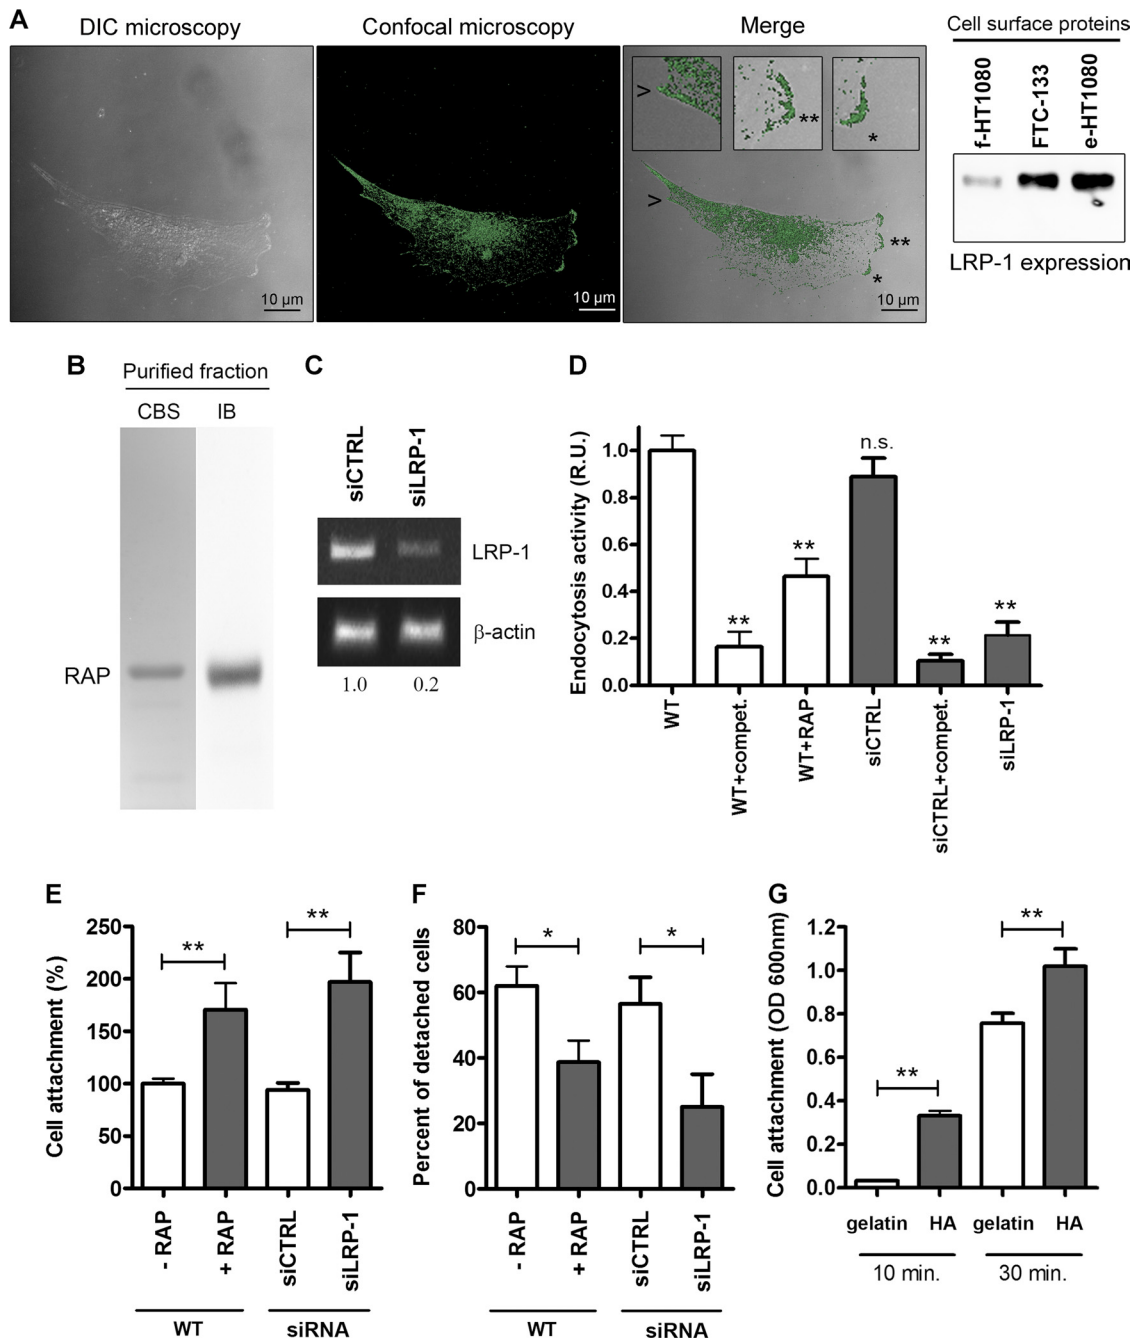 A
DIC microscopy
Confocal microscopy
Merge
Cell surface proteins
f-HT1080
FTC-133
e-HT1080
>
**
*
>
**
*
10 µm
10 µm
10 µm
LRP-1 expression
B
Purified fraction
CBS IB
RAP
C
siCTRL
siLRP-1
LRP-1
β-actin
1.0 0.2
D
Endocytosis activity (R.U.)
1.0
0.8
0.6
0.4
0.2
0.0
**
**
n.s.
**
**
WT
WT+compet.
WT+RAP
siCTRL
siCTRL+compet.
siLRP-1
E
Cell attachment (%)
250
200
150
100
50
0
**
**
- RAP
+ RAP
siCTRL
siLRP-1
WT
siRNA
F
Percent of detached cells
80
60
40
20
0
*
*
- RAP
+ RAP
siCTRL
siLRP-1
WT
siRNA
G
Cell attachment (OD 600nm)
1.2
1.0
0.8
0.6
0.4
0.2
0.0
**
**
gelatin HA gelatin HA
10 min. 30 min.